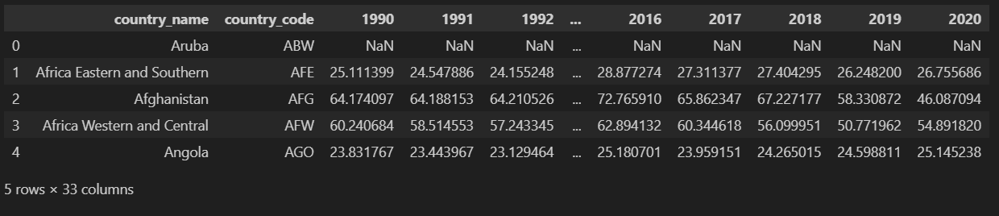 country_name country_code 1990 1991 1992 ... 2016 2017 2018 2019 2020
0 Aruba ABW NaN NaN NaN ... NaN NaN NaN NaN NaN
1 Africa Eastern and Southern AFE 25.111399 24.547886 24.155248 ... 28.877274 27.311377 27.404295 26.248200 26.755686
2 Afghanistan AFG 64.174097 64.188153 64.210526 ... 72.765910 65.862347 67.227177 58.330872 46.087094
3 Africa Western and Central AFW 60.240684 58.514553 57.243345 ... 62.894132 60.344618 56.099951 50.771962 54.891820
4 Angola AGO 23.831767 23.443967 23.129464 ... 25.180701 23.959151 24.265015 24.598811 25.145238
5 rows × 33 columns